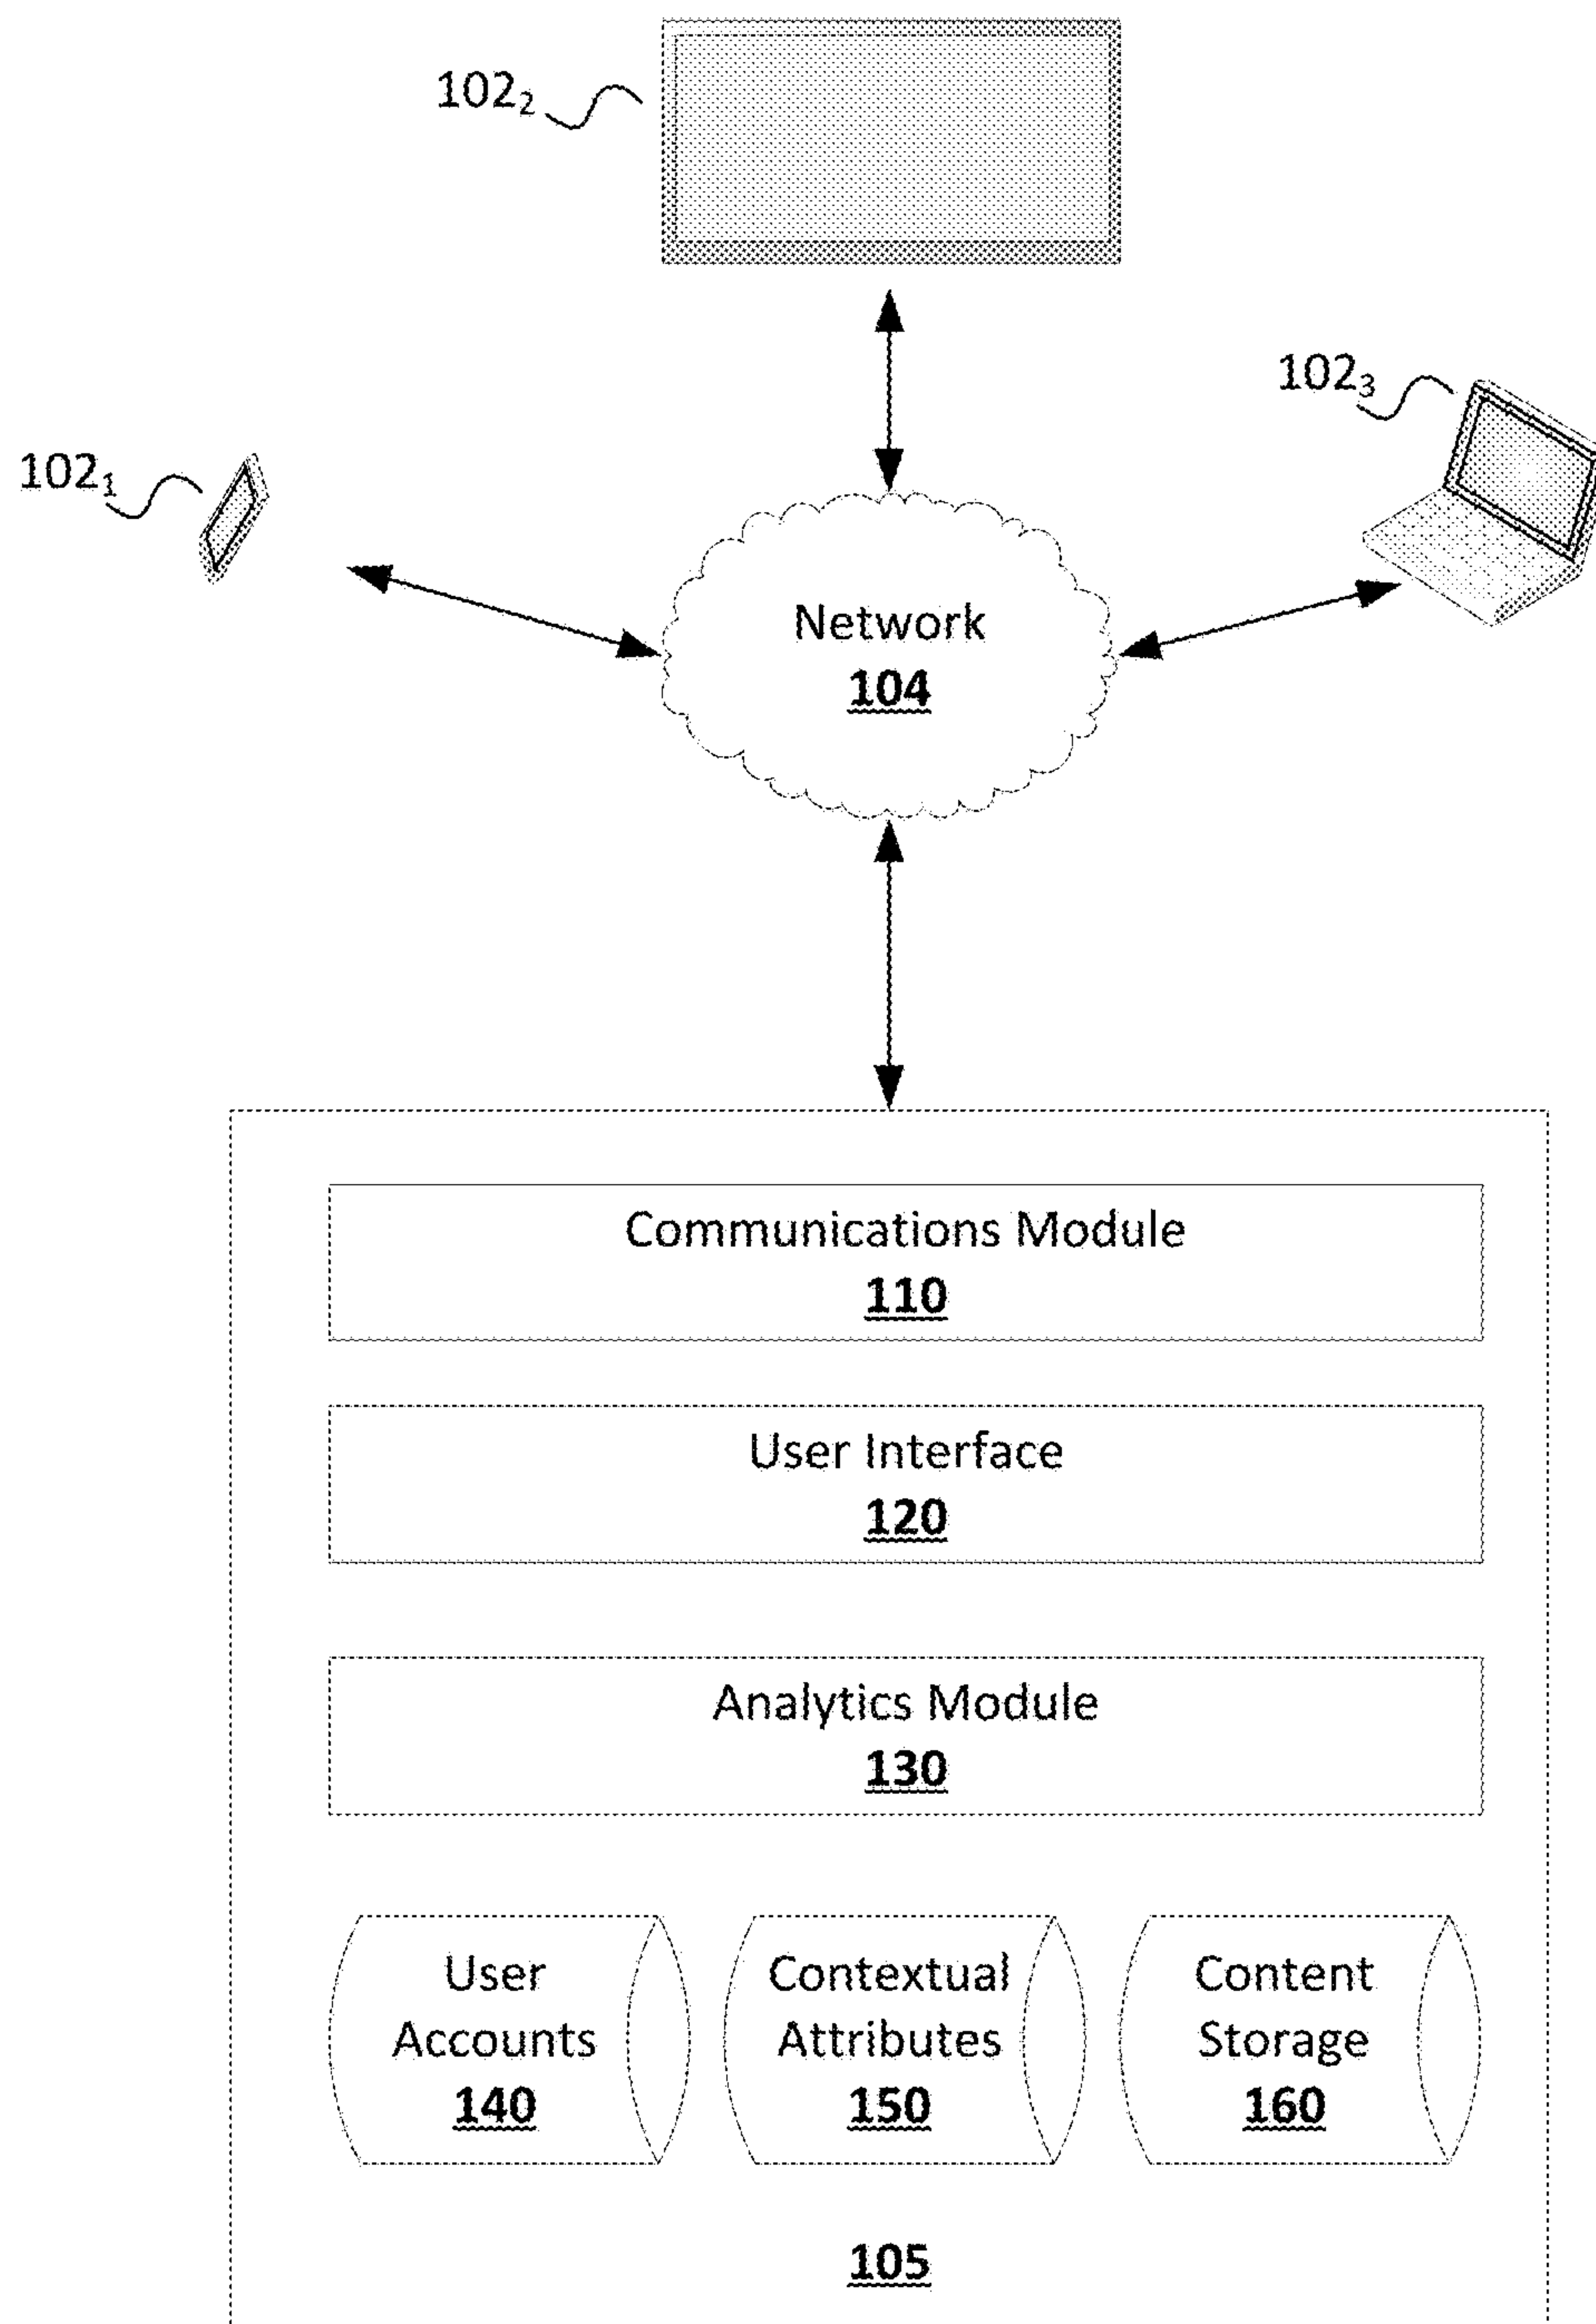 102₂
102₃
102₁
Network
104
Communications Module
110
User Interface
120
Analytics Module
130
User
Accounts
140
Contextual
Attributes
150
Content
Storage
160
105